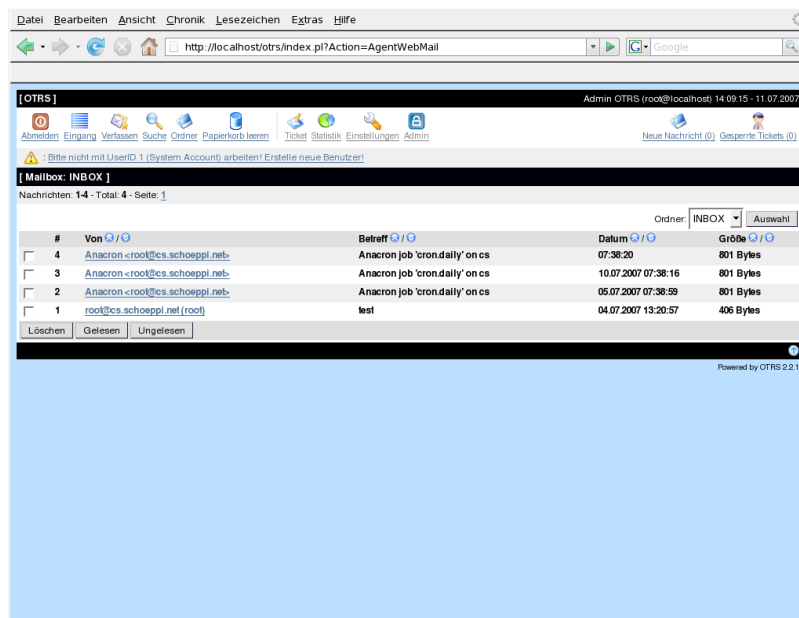 Datei Bearbeiten Ansicht Chronik Lesezeichen Extras Hilfe
http://localhost/otrs/index.pl?Action=AgentWebMail G Google
[ OTRS ] Admin OTRS (root@localhost) 14:09:15 - 11.07.2007
Abmelden Eingang Verfassen Suche Ordner Papierkorb leeren Ticket Statistik Einstellungen Admin Neue Nachricht (0) Gesperrte Tickets (0)
: Bitte nicht mit UserID 1 (System Account) arbeiten! Erstelle neue Benutzer!
[ Mailbox: INBOX ]
Nachrichten: 1-4 - Total: 4 - Seite: 1
Ordner: INBOX Auswahl
# Von / Betreff / Datum / Größe /
4 Anacron <root@cs.schoeppi.net> Anacron job 'cron.daily' on cs 07:38:20 801 Bytes
3 Anacron <root@cs.schoeppi.net> Anacron job 'cron.daily' on cs 10.07.2007 07:38:16 801 Bytes
2 Anacron <root@cs.schoeppi.net> Anacron job 'cron.daily' on cs 05.07.2007 07:38:59 801 Bytes
1 root@cs.schoeppi.net (root) test 04.07.2007 13:20:57 406 Bytes
Löschen Gelesen Ungelesen
Powered by OTRS 2.2.1